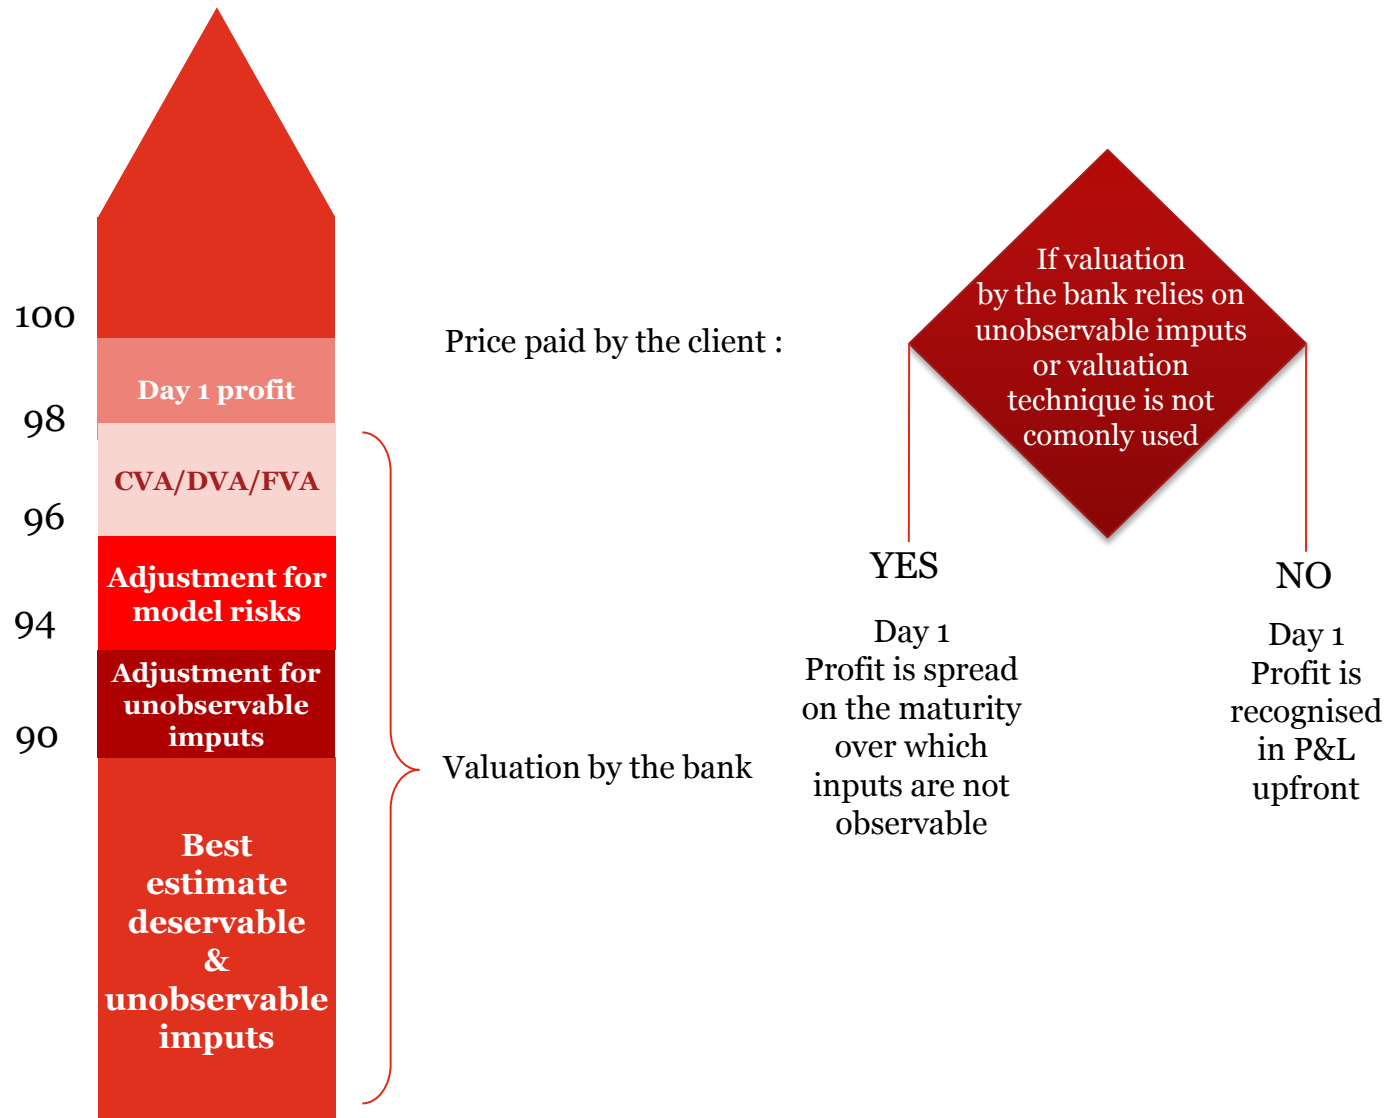 100
Day 1 profit
98
CVA/DVA/FVA
96
Adjustment for
model risks
94
Adjustment for
unobservable
imputs
90
Best
estimate
deservable
&
unobservable
imputs
Price paid by the client :
Valuation by the bank
If valuation
by the bank relies on
unobservable imputs
or valuation
technique is not
comonly used
YES
Day 1
Profit is spread
on the maturity
over which
inputs are not
observable
NO
Day 1
Profit is
recognised
in P&L
upfront